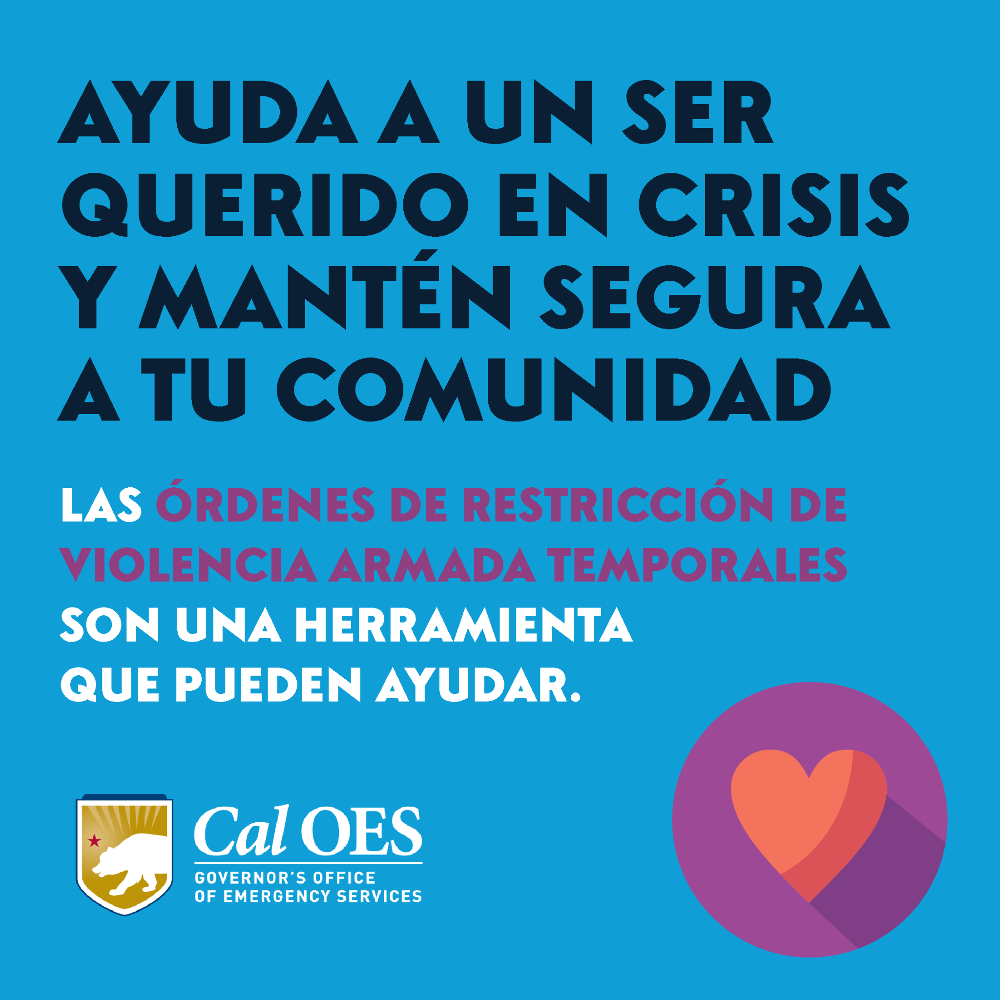 AYUDA A UN SER
QUERIDO EN CRISIS
Y MANTÉN SEGURA
A TU COMUNIDAD
LAS ÓRDENES DE RESTRICCIÓN DE
VIOLENCIA ARMADA TEMPORALES
SON UNA HERRAMIENTA
QUE PUEDEN AYUDAR.
Cal OES
GOVERNOR'S OFFICE
OF EMERGENCY SERVICES